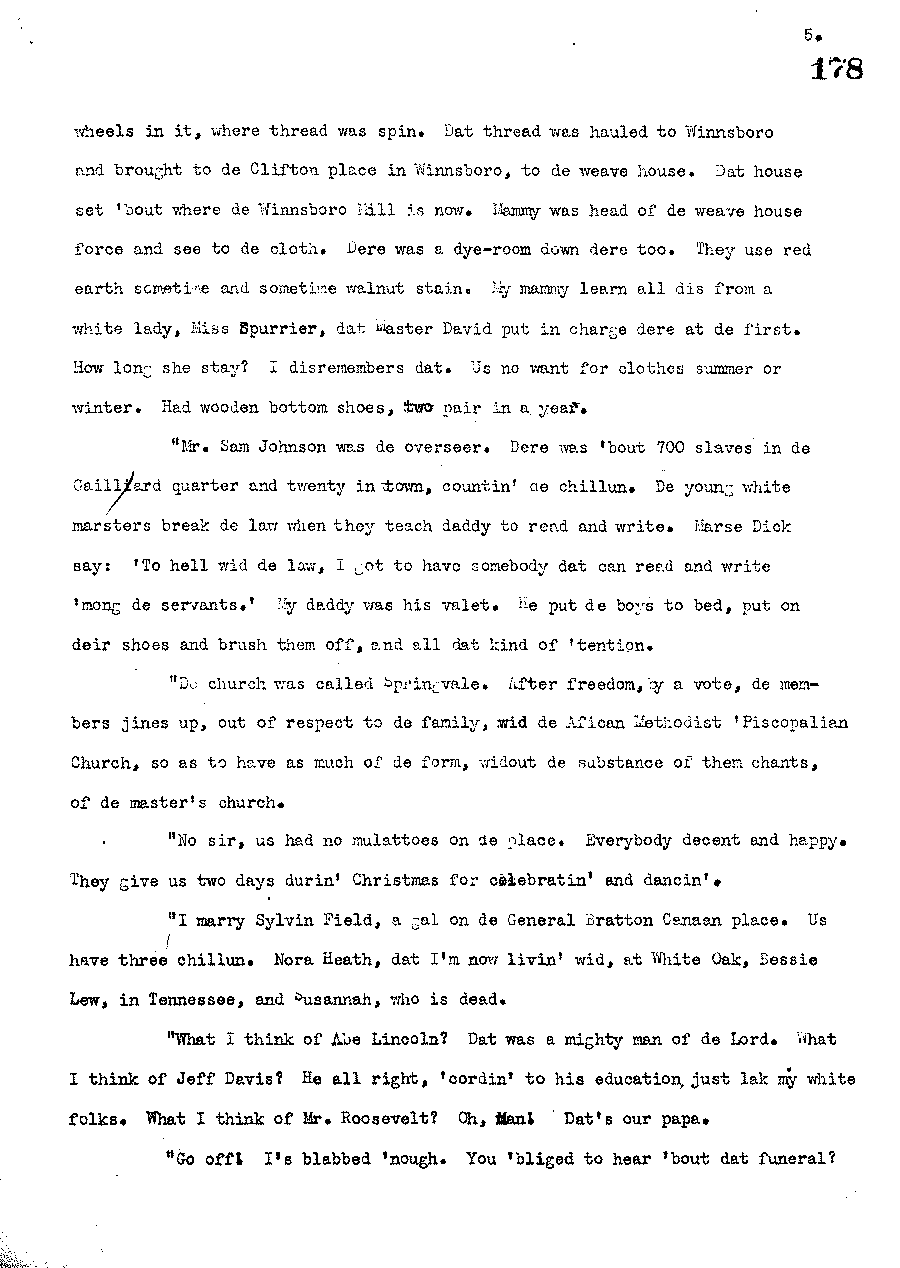 5.
178
wheels in it, where thread was spin. Dat thread was hauled to Winnsboro
and brought to de Clifton place in Winnsboro, to de weave house. Dat house
set 'bout where de Winnsboro Mill is now. Mammy was head of de weave house
force and see to de cloth. Dere was a dye-room down dere too. They use red
earth sometime and sometime walnut stain. My mammy learn all dis from a
white lady, Miss Spurrier, dat Master David put in charge dere at de first.
How long she stay? I disremembers dat. Us no want for clothes summer or
winter. Had wooden bottom shoes, two pair in a year.
"Mr. Sam Johnson was de overseer. Dere was 'bout 700 slaves in de
Gaillard quarter and twenty in town, countin' de chillun. De young white
marsters break de law when they teach daddy to read and write. Marse Dick
say: 'To hell wid de law, I got to have somebody dat can read and write
'mong de servants.' My daddy was his valet. He put de boys to bed, put on
deir shoes and brush them off, and all dat kind of 'tention.
"De church was called Springvale. After freedom, by a vote, de mem-
bers jines up, out of respect to de family, wid de Afican Methodist 'Piscopalian
Church, so as to have as much of de form, widout de substance of them chants,
of de master's church.
"No sir, us had no mulattoes on de place. Everybody decent and happy.
They give us two days durin' Christmas for celebratin' and dancin'.
"I marry Sylvin Field, a gal on de General Bratton Canaan place. Us
have three chillun. Nora Heath, dat I'm now livin' wid, at White Oak, Bessie
Lew, in Tennessee, and Susannah, who is dead.
"What I think of Abe Lincoln? Dat was a mighty man of de Lord. What
I think of Jeff Davis? He all right, 'cordin' to his education, just lak my white
folks. What I think of Mr. Roosevelt? Oh, Man! Dat's our papa.
"Go off! I's blabbed 'nough. You 'bliged to hear 'bout dat funeral?